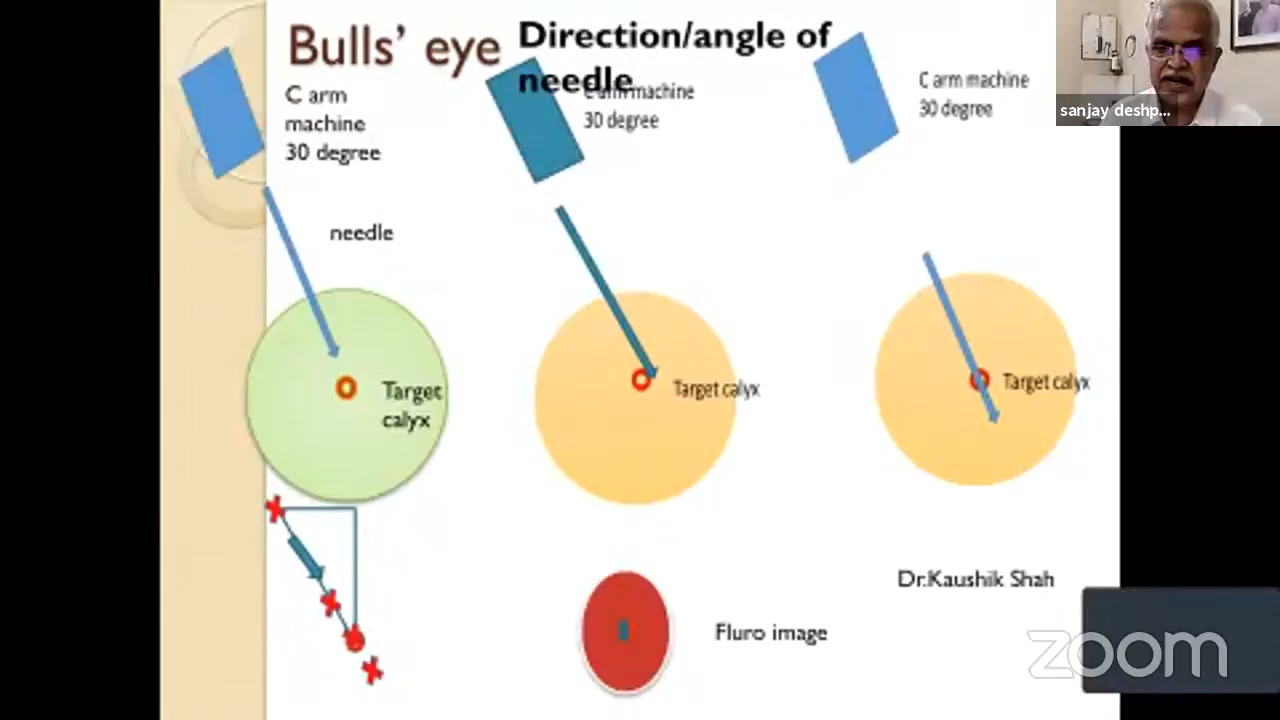 Bulls' eye
Direction/angle of
needle
C arm
machine
30 degree
C arm machine
30 degree
C arm machine
30 degree
sanjay deshp...
needle
Target
calyx
Target calyx
Target calyx
Dr.Kaushik Shah
Fluro image
zoom